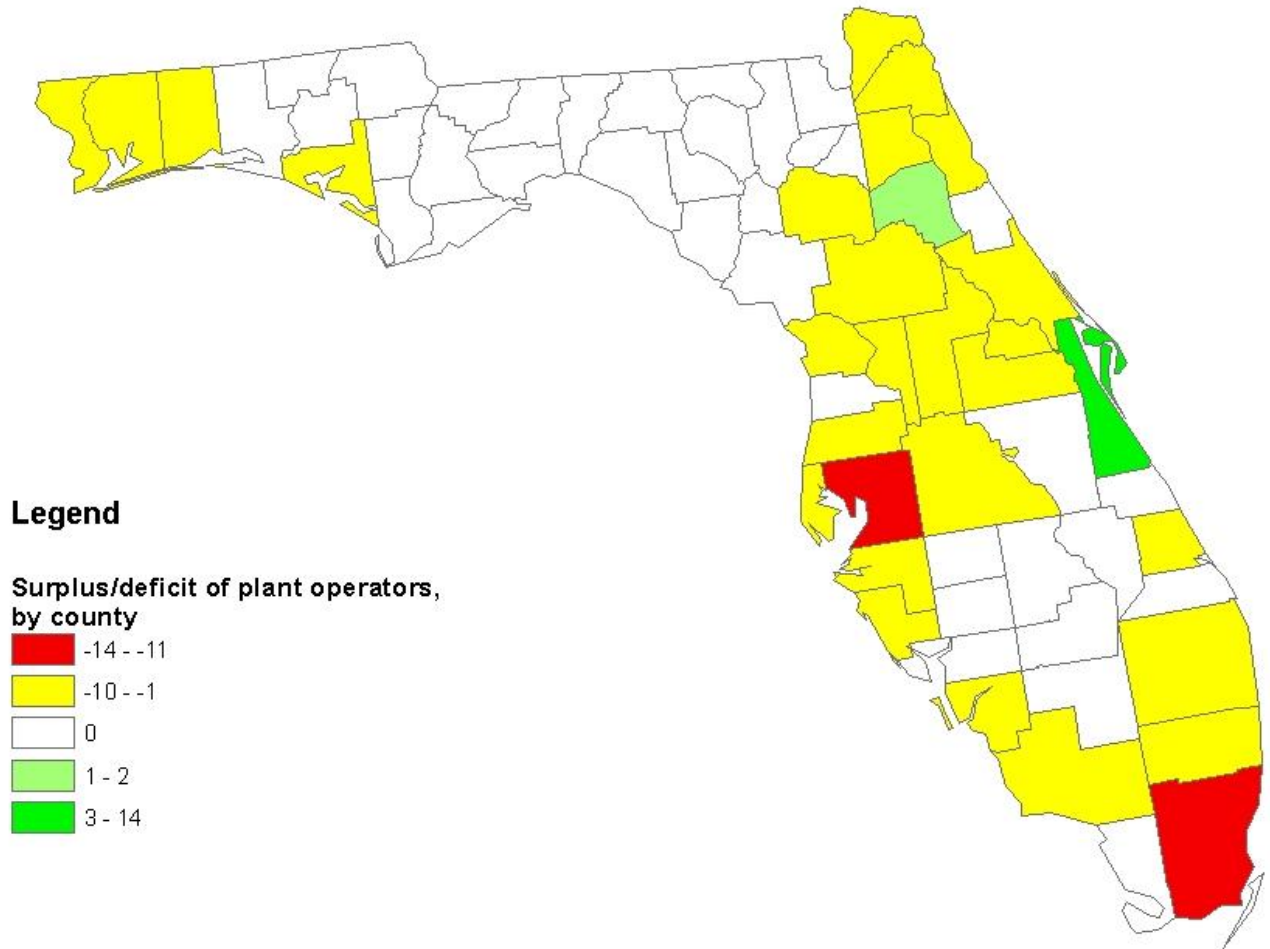 Legend
Surplus/deficit of plant operators,
by county
-14 - -11
-10 - -1
0
1 - 2
3 - 14